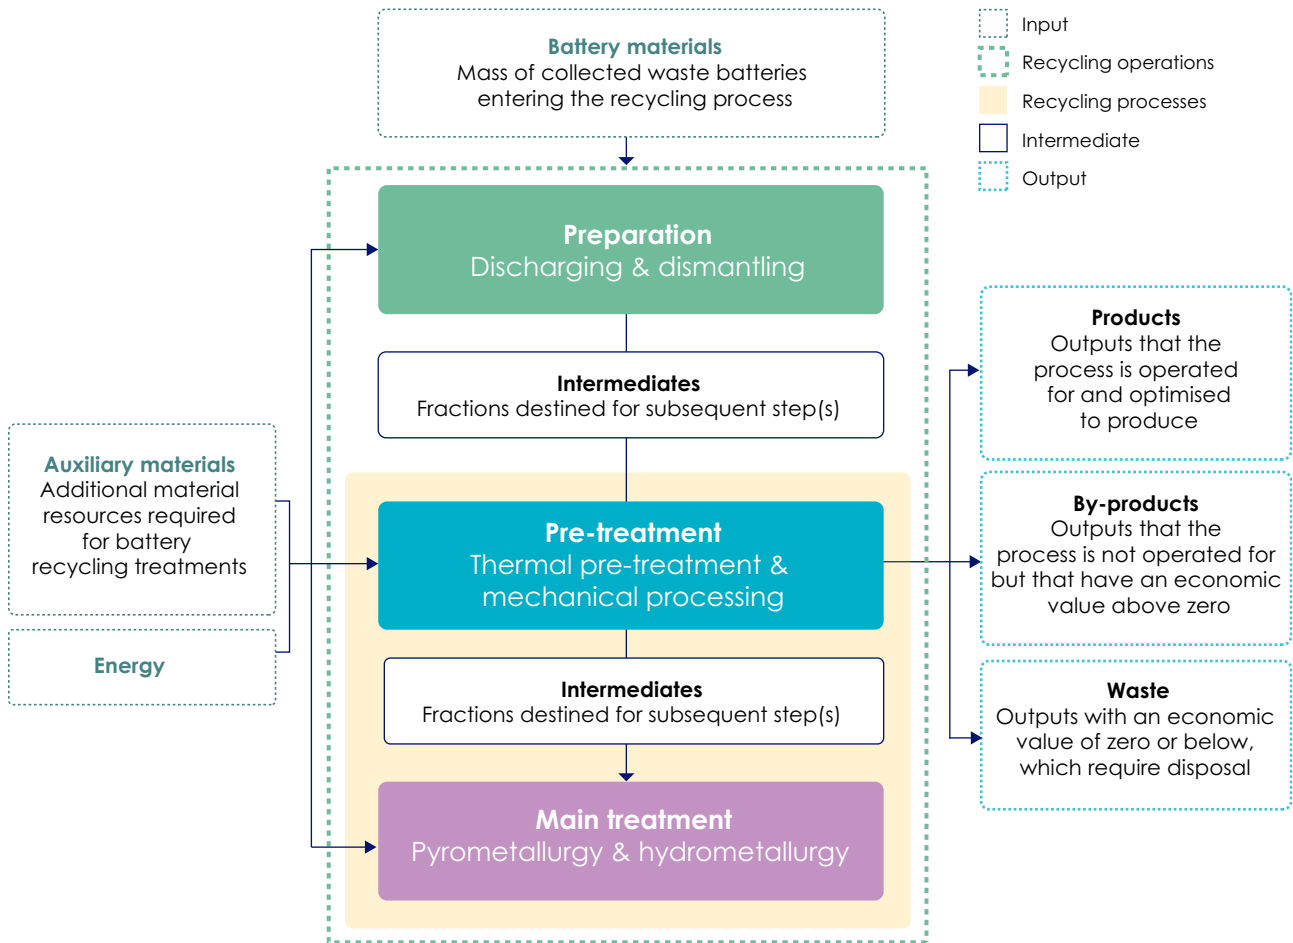 Battery materials
Mass of collected waste batteries
entering the recycling process
Input
Recycling operations
Recycling processes
Intermediate
Output
Preparation
Discharging & dismantling
Intermediates
Fractions destined for subsequent step(s)
Auxiliary materials
Additional material
resources required
for battery
recycling treatments
Energy
Pre-treatment
Thermal pre-treatment &
mechanical processing
Intermediates
Fractions destined for subsequent step(s)
Main treatment
Pyrometallurgy & hydrometallurgy
Products
Outputs that the
process is operated
for and optimised
to produce
By-products
Outputs that the
process is not operated for
but that have an economic
value above zero
Waste
Outputs with an economic
value of zero or below,
which require disposal